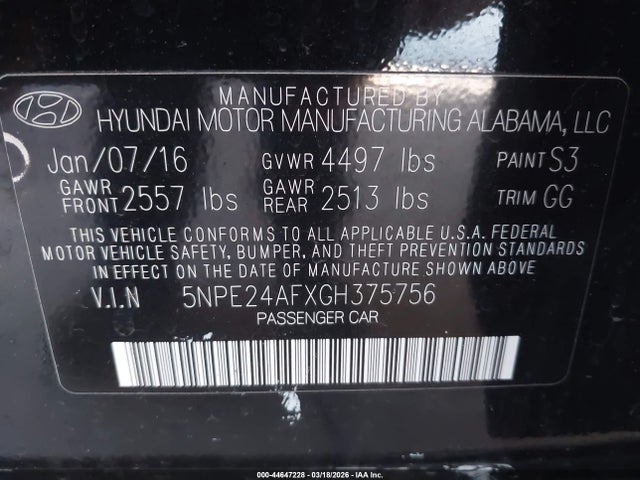 MANUFACTURED BY
HYUNDAI MOTOR MANUFACTURING ALABAMA, LLC
Jan/07/16 GVWR 4497 lbs PAINT S3
GAWR FRONT 2557 lbs GAWR REAR 2513 lbs TRIM GG
THIS VEHICLE CONFORMS TO ALL APPLICABLE U.S.A. FEDERAL
MOTOR VEHICLE SAFETY, BUMPER, AND THEFT PREVENTION STANDARDS
IN EFFECT ON THE DATE OF MANUFACTURE SHOWN ABOVE.
V.I.N 5NPE24AFXGH375756
PASSENGER CAR
000-44647228 - 03/18/2026 - IAA Inc.